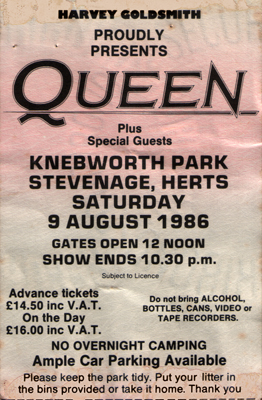 HARVEY GOLDSMITH
PROUDLY
PRESENTS
QUEEN
Plus
Special Guests
KNEBWORTH PARK
STEVENAGE, HERTS
SATURDAY
9 AUGUST 1986
GATES OPEN 12 NOON
SHOW ENDS 10.30 p.m.
Subject to Licence
Advance tickets
£14.50 inc V.A.T.
On the Day
£16.00 inc V.A.T.
Do not bring ALCOHOL,
BOTTLES, CANS, VIDEO or
TAPE RECORDERS.
NO OVERNIGHT CAMPING
Ample Car Parking Available
Please keep the park tidy. Put your litter in
the bins provided or take it home. Thank you